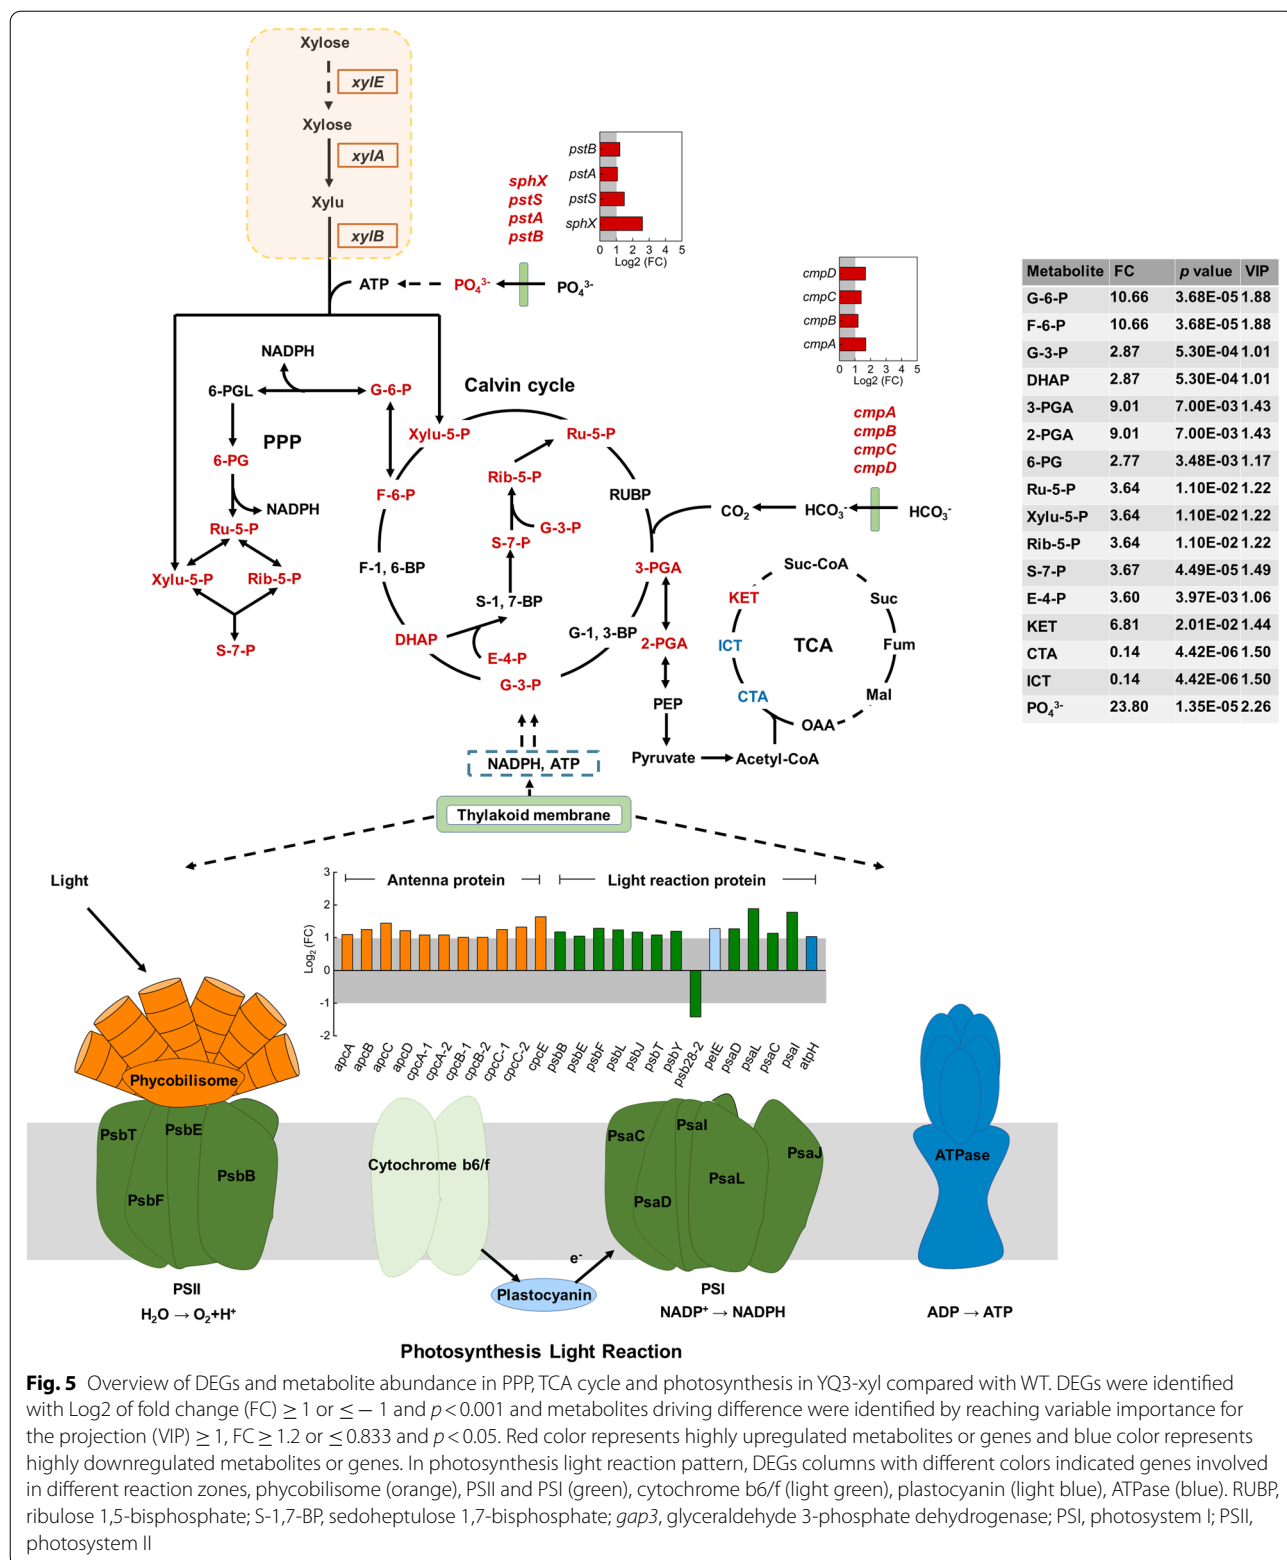 Xylose
xylE
Xylose
xylA
Xylu
xylB
sphX
pstS
pstA
pstB
pstB
pstA
pstS
sphX
0 1 2 3 4 5
Log2 (FC)
ATP
PO₄³⁻
PO₄³⁻
cmpD
cmpC
cmpB
cmpA
0 1 2 3 4 5
Log2 (FC)
cmpA
cmpB
cmpC
cmpD
Metabolite FC p value VIP
G-6-P 10.66 3.68E-05 1.88
F-6-P 10.66 3.68E-05 1.88
G-3-P 2.87 5.30E-04 1.01
DHAP 2.87 5.30E-04 1.01
3-PGA 9.01 7.00E-03 1.43
2-PGA 9.01 7.00E-03 1.43
6-PG 2.77 3.48E-03 1.17
Ru-5-P 3.64 1.10E-02 1.22
Xylu-5-P 3.64 1.10E-02 1.22
Rib-5-P 3.64 1.10E-02 1.22
S-7-P 3.67 4.49E-05 1.49
E-4-P 3.60 3.97E-03 1.06
KET 6.81 2.01E-02 1.44
CTA 0.14 4.42E-06 1.50
ICT 0.14 4.42E-06 1.50
PO₄³⁻ 23.80 1.35E-05 2.26
NADPH
6-PGL
G-6-P
PPP
6-PG
NADPH
Ru-5-P
Xylu-5-P
Rib-5-P
S-7-P
Calvin cycle
Xylu-5-P
Ru-5-P
F-6-P
Rib-5-P
RUBP
G-3-P
S-7-P
F-1, 6-BP
3-PGA
S-1, 7-BP
G-1, 3-BP
DHAP
2-PGA
E-4-P
G-3-P
CO₂
HCO₃⁻
HCO₃⁻
Suc-CoA
KET
Suc
ICT
TCA
Fum
CTA
Mal
OAA
PEP
Pyruvate
Acetyl-CoA
NADPH, ATP
Thylakoid membrane
Light
Antenna protein
Light reaction protein
Log₂ (FC)
3
2
1
0
-1
-2
apcA
apcB
apcC
apcD
cpcA-1
cpcA-2
cpcB-1
cpcB-2
cpcC-1
cpcC-2
cpcE
psbB
psbE
psbF
psbL
psbJ
psbT
psbY
psb28-2
petE
psaD
psaL
psaC
psaI
atpH
Phycobilisome
PsbT
PsbE
PsbB
PsbF
Cytochrome b6/f
PsaC
PsaI
PsaJ
PsaL
PsaD
ATPase
e⁻
Plastocyanin
PSII
H₂O → O₂+H⁺
PSI
NADP⁺ → NADPH
ADP → ATP
Photosynthesis Light Reaction
Fig. 5 Overview of DEGs and metabolite abundance in PPP, TCA cycle and photosynthesis in YQ3-xyl compared with WT. DEGs were identified
with Log2 of fold change (FC) ≥ 1 or ≤ − 1 and p < 0.001 and metabolites driving difference were identified by reaching variable importance for
the projection (VIP) ≥ 1, FC ≥ 1.2 or ≤ 0.833 and p < 0.05. Red color represents highly upregulated metabolites or genes and blue color represents
highly downregulated metabolites or genes. In photosynthesis light reaction pattern, DEGs columns with different colors indicated genes involved
in different reaction zones, phycobilisome (orange), PSII and PSI (green), cytochrome b6/f (light green), plastocyanin (light blue), ATPase (blue). RUBP,
ribulose 1,5-bisphosphate; S-1,7-BP, sedoheptulose 1,7-bisphosphate; gap3, glyceraldehyde 3-phosphate dehydrogenase; PSI, photosystem I; PSII,
photosystem II